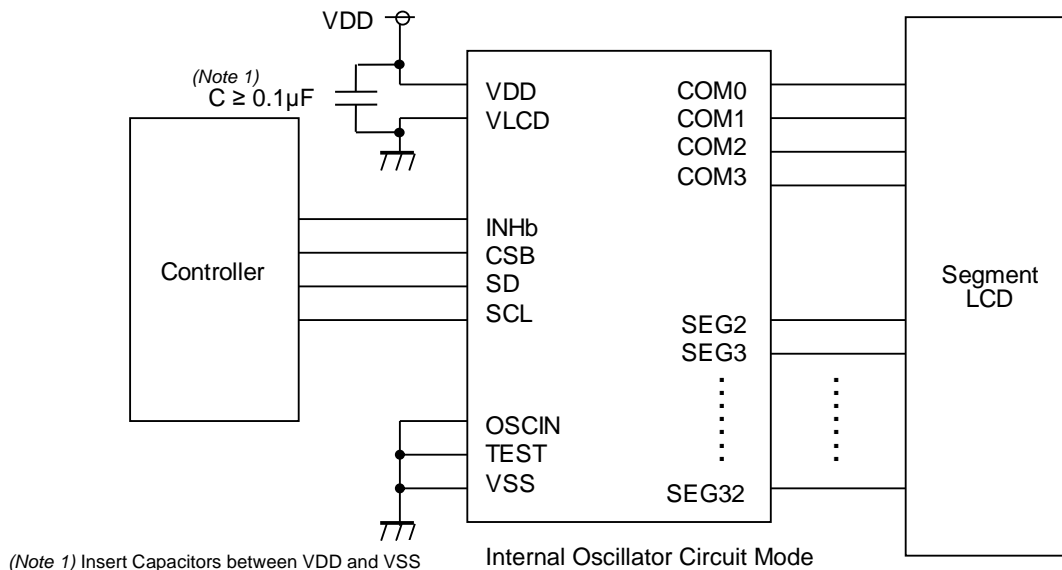 VDD
(Note 1)
C ≥ 0.1µF
Controller
VDD
VLCD
INHb
CSB
SD
SCL
OSCIN
TEST
VSS
COM0
COM1
COM2
COM3
SEG2
SEG3
SEG32
Segment
LCD
(Note 1) Insert Capacitors between VDD and VSS
Internal Oscillator Circuit Mode